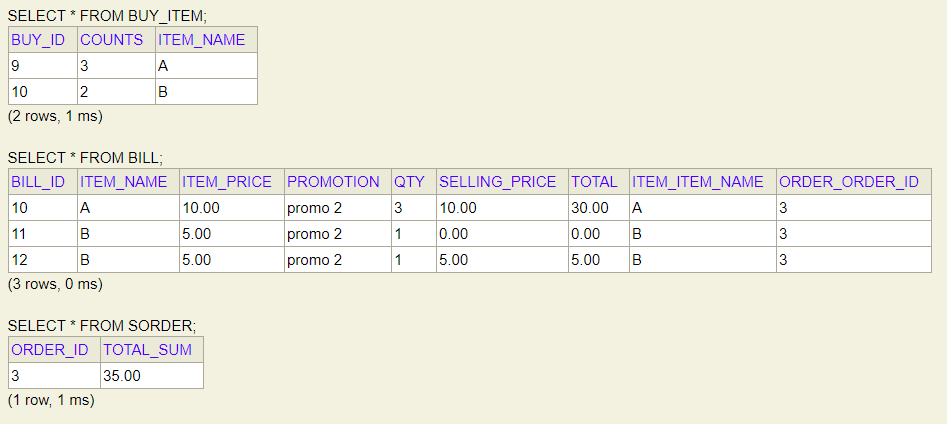 SELECT * FROM BUY_ITEM;
BUY_ID COUNTS ITEM_NAME
9 3 A
10 2 B
(2 rows, 1 ms)
SELECT * FROM BILL;
BILL_ID ITEM_NAME ITEM_PRICE PROMOTION QTY SELLING_PRICE TOTAL ITEM_ITEM_NAME ORDER_ORDER_ID
10 A 10.00 promo 2 3 10.00 30.00 A 3
11 B 5.00 promo 2 1 0.00 0.00 B 3
12 B 5.00 promo 2 1 5.00 5.00 B 3
(3 rows, 0 ms)
SELECT * FROM SORDER;
ORDER_ID TOTAL_SUM
3 35.00
(1 row, 1 ms)